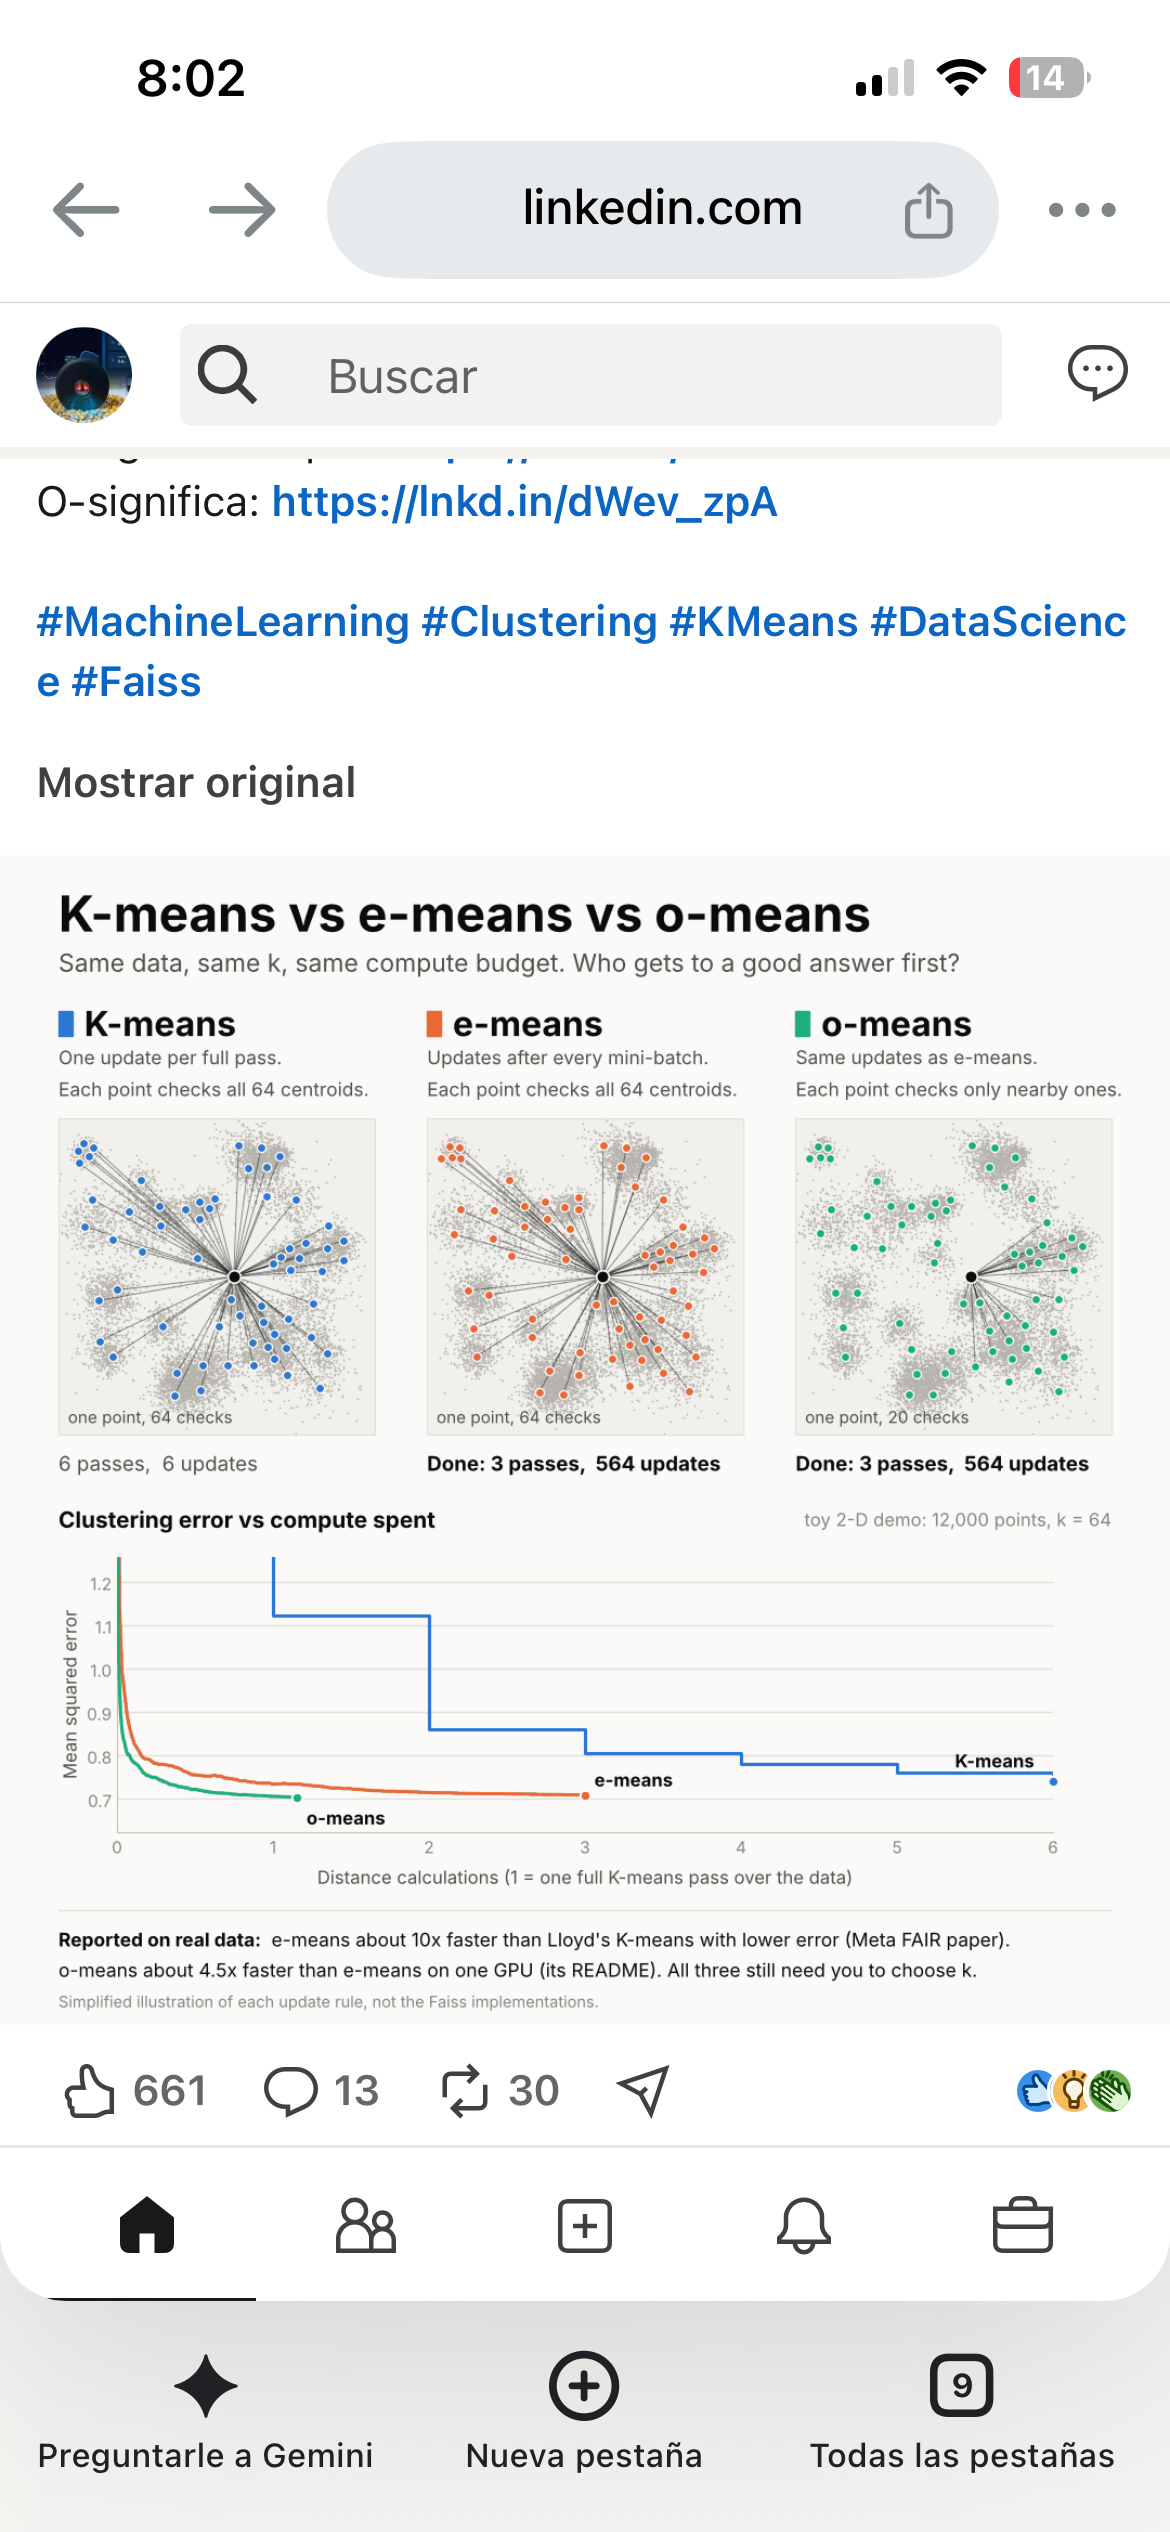 8:02
14
linkedin.com
Buscar
O-significa: https://lnkd.in/dWev_zpA
#MachineLearning #Clustering #KMeans #DataScienc
e #Faiss
Mostrar original
K-means vs e-means vs o-means
Same data, same k, same compute budget. Who gets to a good answer first?
K-means
One update per full pass.
Each point checks all 64 centroids.
one point, 64 checks
6 passes, 6 updates
e-means
Updates after every mini-batch.
Each point checks all 64 centroids.
one point, 64 checks
Done: 3 passes, 564 updates
o-means
Same updates as e-means.
Each point checks only nearby ones.
one point, 20 checks
Done: 3 passes, 564 updates
Clustering error vs compute spent
toy 2-D demo: 12,000 points, k = 64
Mean squared error
1.2
1.1
1.0
0.9
0.8
0.7
K-means
e-means
o-means
0 1 2 3 4 5 6
Distance calculations (1 = one full K-means pass over the data)
Reported on real data: e-means about 10x faster than Lloyd's K-means with lower error (Meta FAIR paper).
o-means about 4.5x faster than e-means on one GPU (its README). All three still need you to choose k.
Simplified illustration of each update rule, not the Faiss implementations.
661 13 30
Preguntarle a Gemini
Nueva pestaña
9
Todas las pestañas